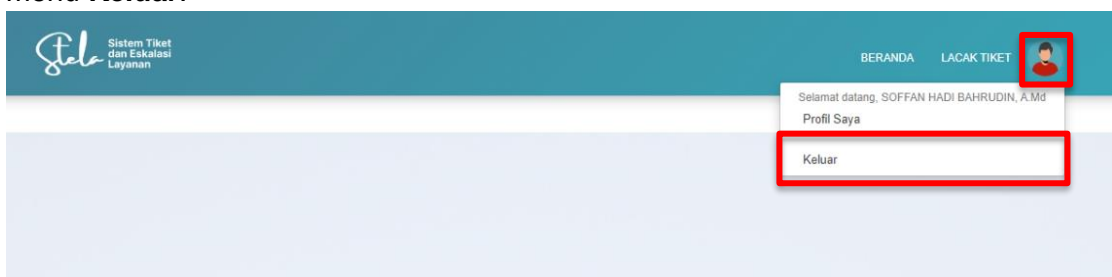 menu Keluar.
Stela
Sistem Tiket
dan Eskalasi
Layanan
BERANDA LACAK TIKET
Selamat datang, SOFFAN HADI BAHRUDIN, A.Md
Profil Saya
Keluar